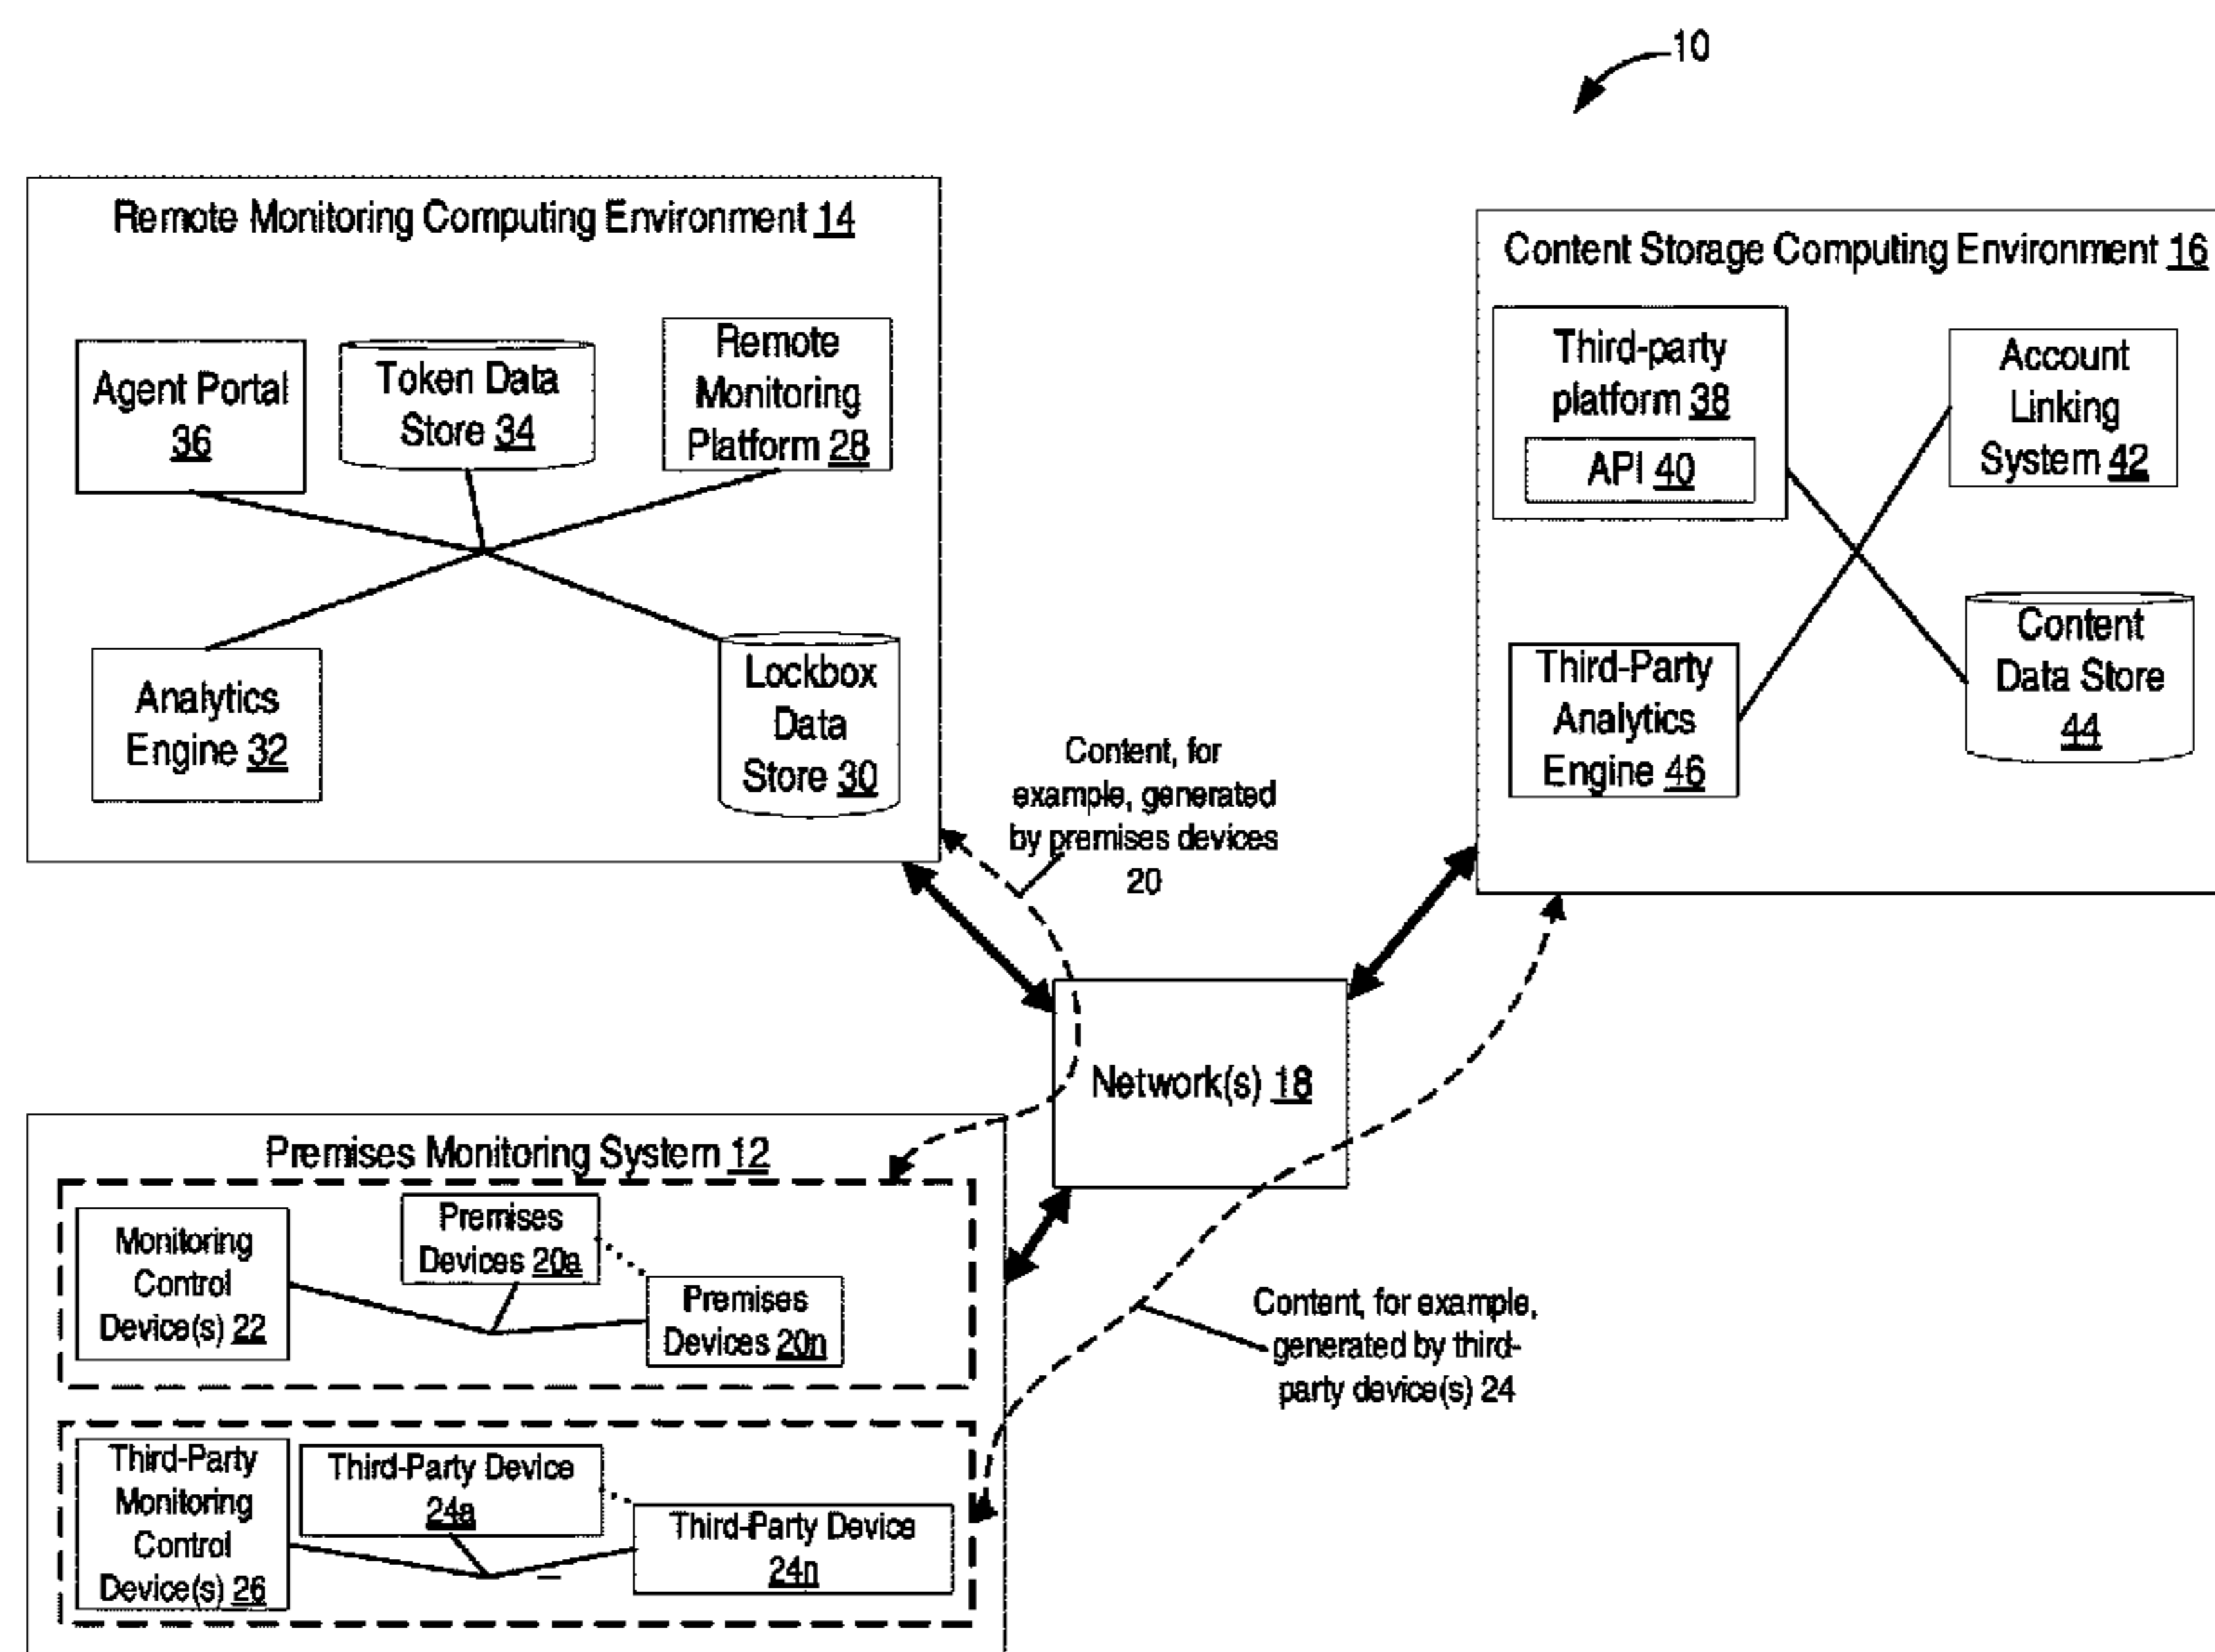 10
Remote Monitoring Computing Environment 14
Agent Portal
36
Token Data
Store 34
Remote
Monitoring
Platform 28
Analytics
Engine 32
Lockbox
Data
Store 30
Content Storage Computing Environment 16
Third-party
platform 38
API 40
Account
Linking
System 42
Third-Party
Analytics
Engine 46
Content
Data Store
44
Content, for
example, generated
by premises devices
20
Network(s) 18
Premises Monitoring System 12
Monitoring
Control
Device(s) 22
Premises
Devices 20a
Premises
Devices 20n
Third-Party
Monitoring
Control
Device(s) 26
Third-Party Device
24a
Third-Party Device
24n
Content, for example,
generated by third-
party device(s) 24